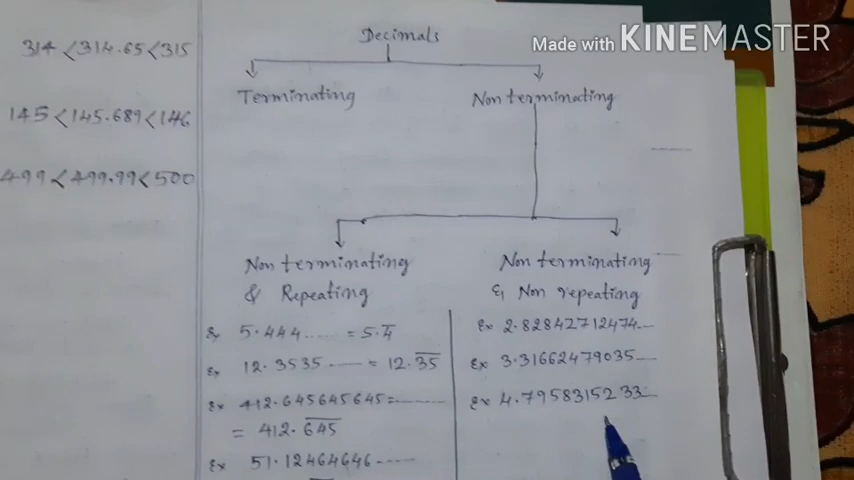 Made with KINEMASTER
314 < 314.65 < 315
145 < 145.689 < 146
499 < 499.99 < 500
Decimals
Terminating
Non terminating
Non terminating
& Repeating
Ex 5.444...... = 5.4̅
Ex 12.3535 ...... = 12.3̅5̅
Ex 412.645645645=........
= 412.6̅4̅5̅
Ex 51.12464646 ......
Non terminating
& Non repeating
Ex 2.82842712474....
Ex 3.31662479035....
Ex 4.7958315233...